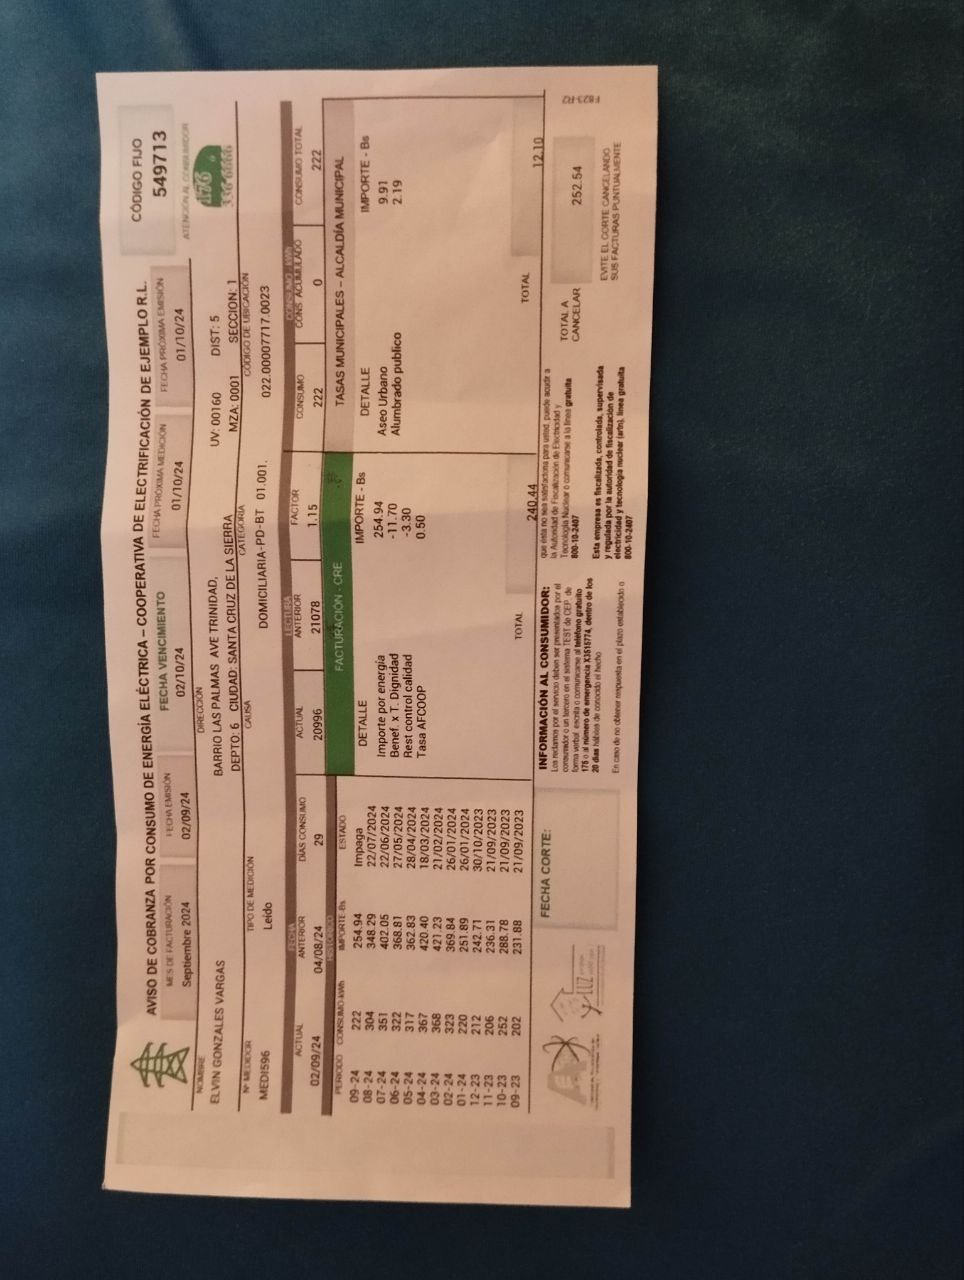 AVISO DE COBRANZA POR CONSUMO DE ENERGÍA ELÉCTRICA – COOPERATIVA DE ELECTRIFICACIÓN DE EJEMPLO R.L.
CÓDIGO FIJO
549713
MES DE FACTURACIÓN
Septiembre 2024
FECHA EMISIÓN
02/09/24
FECHA VENCIMIENTO
02/10/24
FECHA PRÓXIMA MEDICIÓN
01/10/24
FECHA PRÓXIMA EMISIÓN
01/10/24
ATENCION AL CONSUMIDOR
176
NOMBRE
ELVIN GONZALES VARGAS
DIRECCIÓN
BARRIO LAS PALMAS AVE TRINIDAD, UV: 00160 DIST: 5
DEPTO: 6 CIUDAD: SANTA CRUZ DE LA SIERRA MZA: 0001 SECCION: 1
Nº MEDIDOR
MEDI596
TIPO DE MEDICIÓN
Leído
CAUSA
CATEGORÍA
DOMICILIARIA-PD-BT 01.001.
CÓDIGO DE UBICACIÓN
022.00007717.0023
FECHA
ACTUAL ANTERIOR DÍAS CONSUMO
02/09/24 04/08/24 29
LECTURA
ACTUAL ANTERIOR FACTOR
20996 21078 1.15
CONSUMO - kWh
CONSUMO CONS ACUMULADO CONSUMO TOTAL
222 0 222
HISTORICO
PERIODO CONSUMO-kWh IMPORTE-Bs ESTADO
09-24 222 254.94 Impaga
08-24 304 348.29 22/07/2024
07-24 351 402.05 22/06/2024
06-24 322 368.81 27/05/2024
05-24 317 362.83 28/04/2024
04-24 367 420.40 18/03/2024
03-24 368 421.23 21/02/2024
02-24 323 369.84 26/01/2024
01-24 220 251.89 26/01/2024
12-23 212 242.71 30/10/2023
11-23 206 236.31 21/09/2023
10-23 252 288.78 21/09/2023
09-23 202 231.88 21/09/2023
FACTURACIÓN - CRE
DETALLE IMPORTE - Bs
Importe por energía 254.94
Benef. x T. Dignidad -11.70
Rest control calidad -3.30
Tasa AFCOOP 0.50
TOTAL 240.44
TASAS MUNICIPALES – ALCALDÍA MUNICIPAL
DETALLE IMPORTE - Bs
Aseo Urbano 9.91
Alumbrado publico 2.19
TOTAL 12.10
FECHA CORTE:
INFORMACIÓN AL CONSUMIDOR:
Los reclamos por el servicio deben ser presentados por el
consumidor o un tercero en el sistema TEST de CEP, de
forma verbal, escrita o comunicarse al teléfono gratuito
176 o al número de emergencia X3516774, dentro de los
20 días hábiles de conocido el hecho
En caso de no obtener respuesta en el plazo establecido o
que ésta no sea satisfactoria para usted, puede acudir a
la Autoridad de Fiscalización de Electricidad y
Tecnología Nuclear o comunicarse a la línea gratuita
800-10-2407
Esta empresa es fiscalizada, controlada, supervisada
y regulada por la autoridad de fiscalización de
electricidad y tecnología nuclear (aetn), línea gratuita
800-10-2407
TOTAL A
CANCELAR
252.54
EVITE EL CORTE CANCELANDO
SUS FACTURAS PUNTUALMENTE
F823-R2